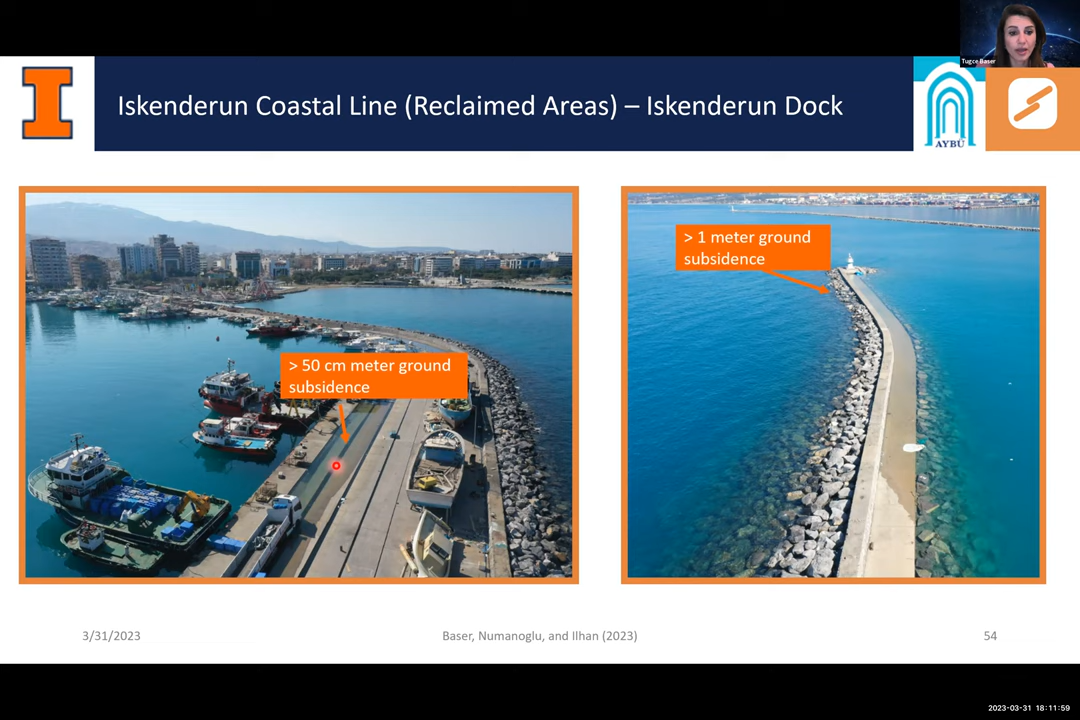 Tugce Baser
Iskenderun Coastal Line (Reclaimed Areas) – Iskenderun Dock
AYBÜ
> 50 cm meter ground
subsidence
> 1 meter ground
subsidence
3/31/2023
Baser, Numanoglu, and Ilhan (2023)
54
2023-03-31 18:11:59